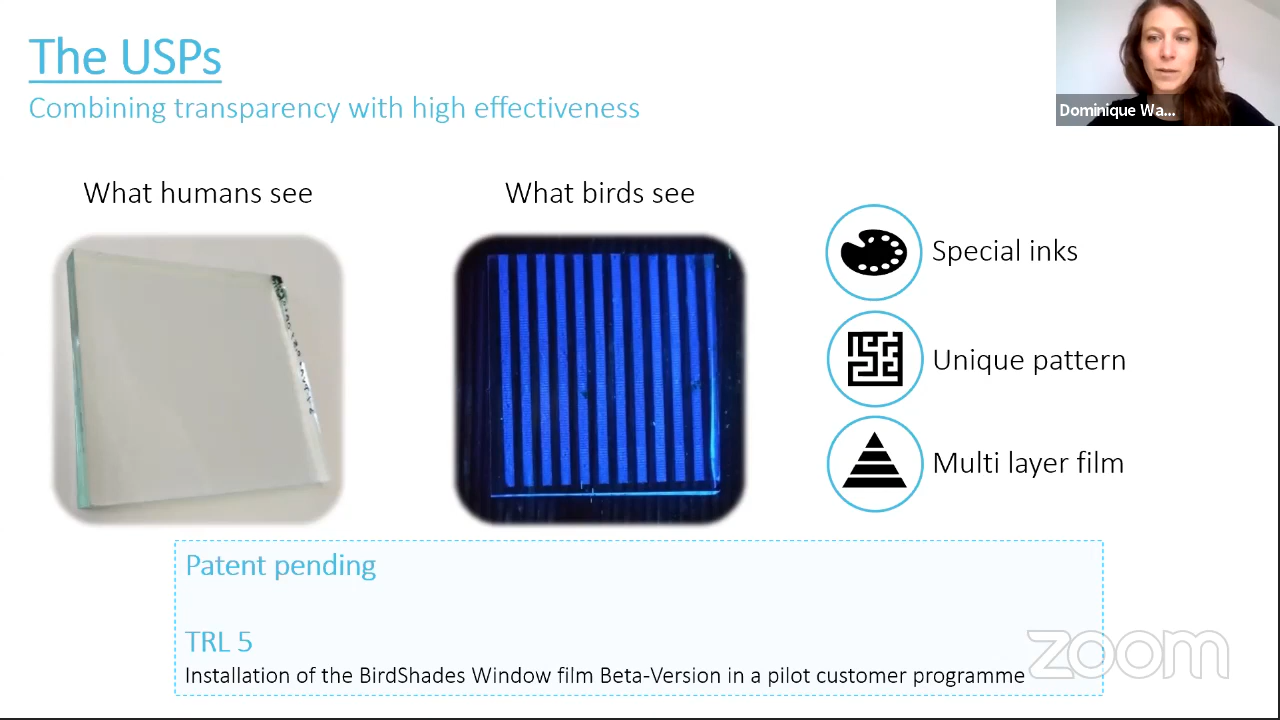 The USPs
Combining transparency with high effectiveness
Dominique Wa...
What humans see
What birds see
Special inks
Unique pattern
Multi layer film
Patent pending
TRL 5
Installation of the BirdShades Window film Beta-Version in a pilot customer programme
zoom